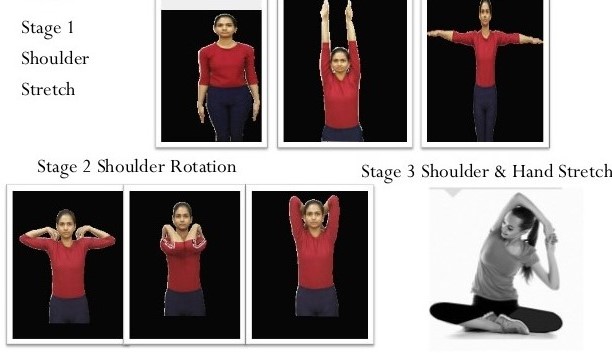 Stage 1
Shoulder
Stretch
Stage 2 Shoulder Rotation
Stage 3 Shoulder & Hand Stretch